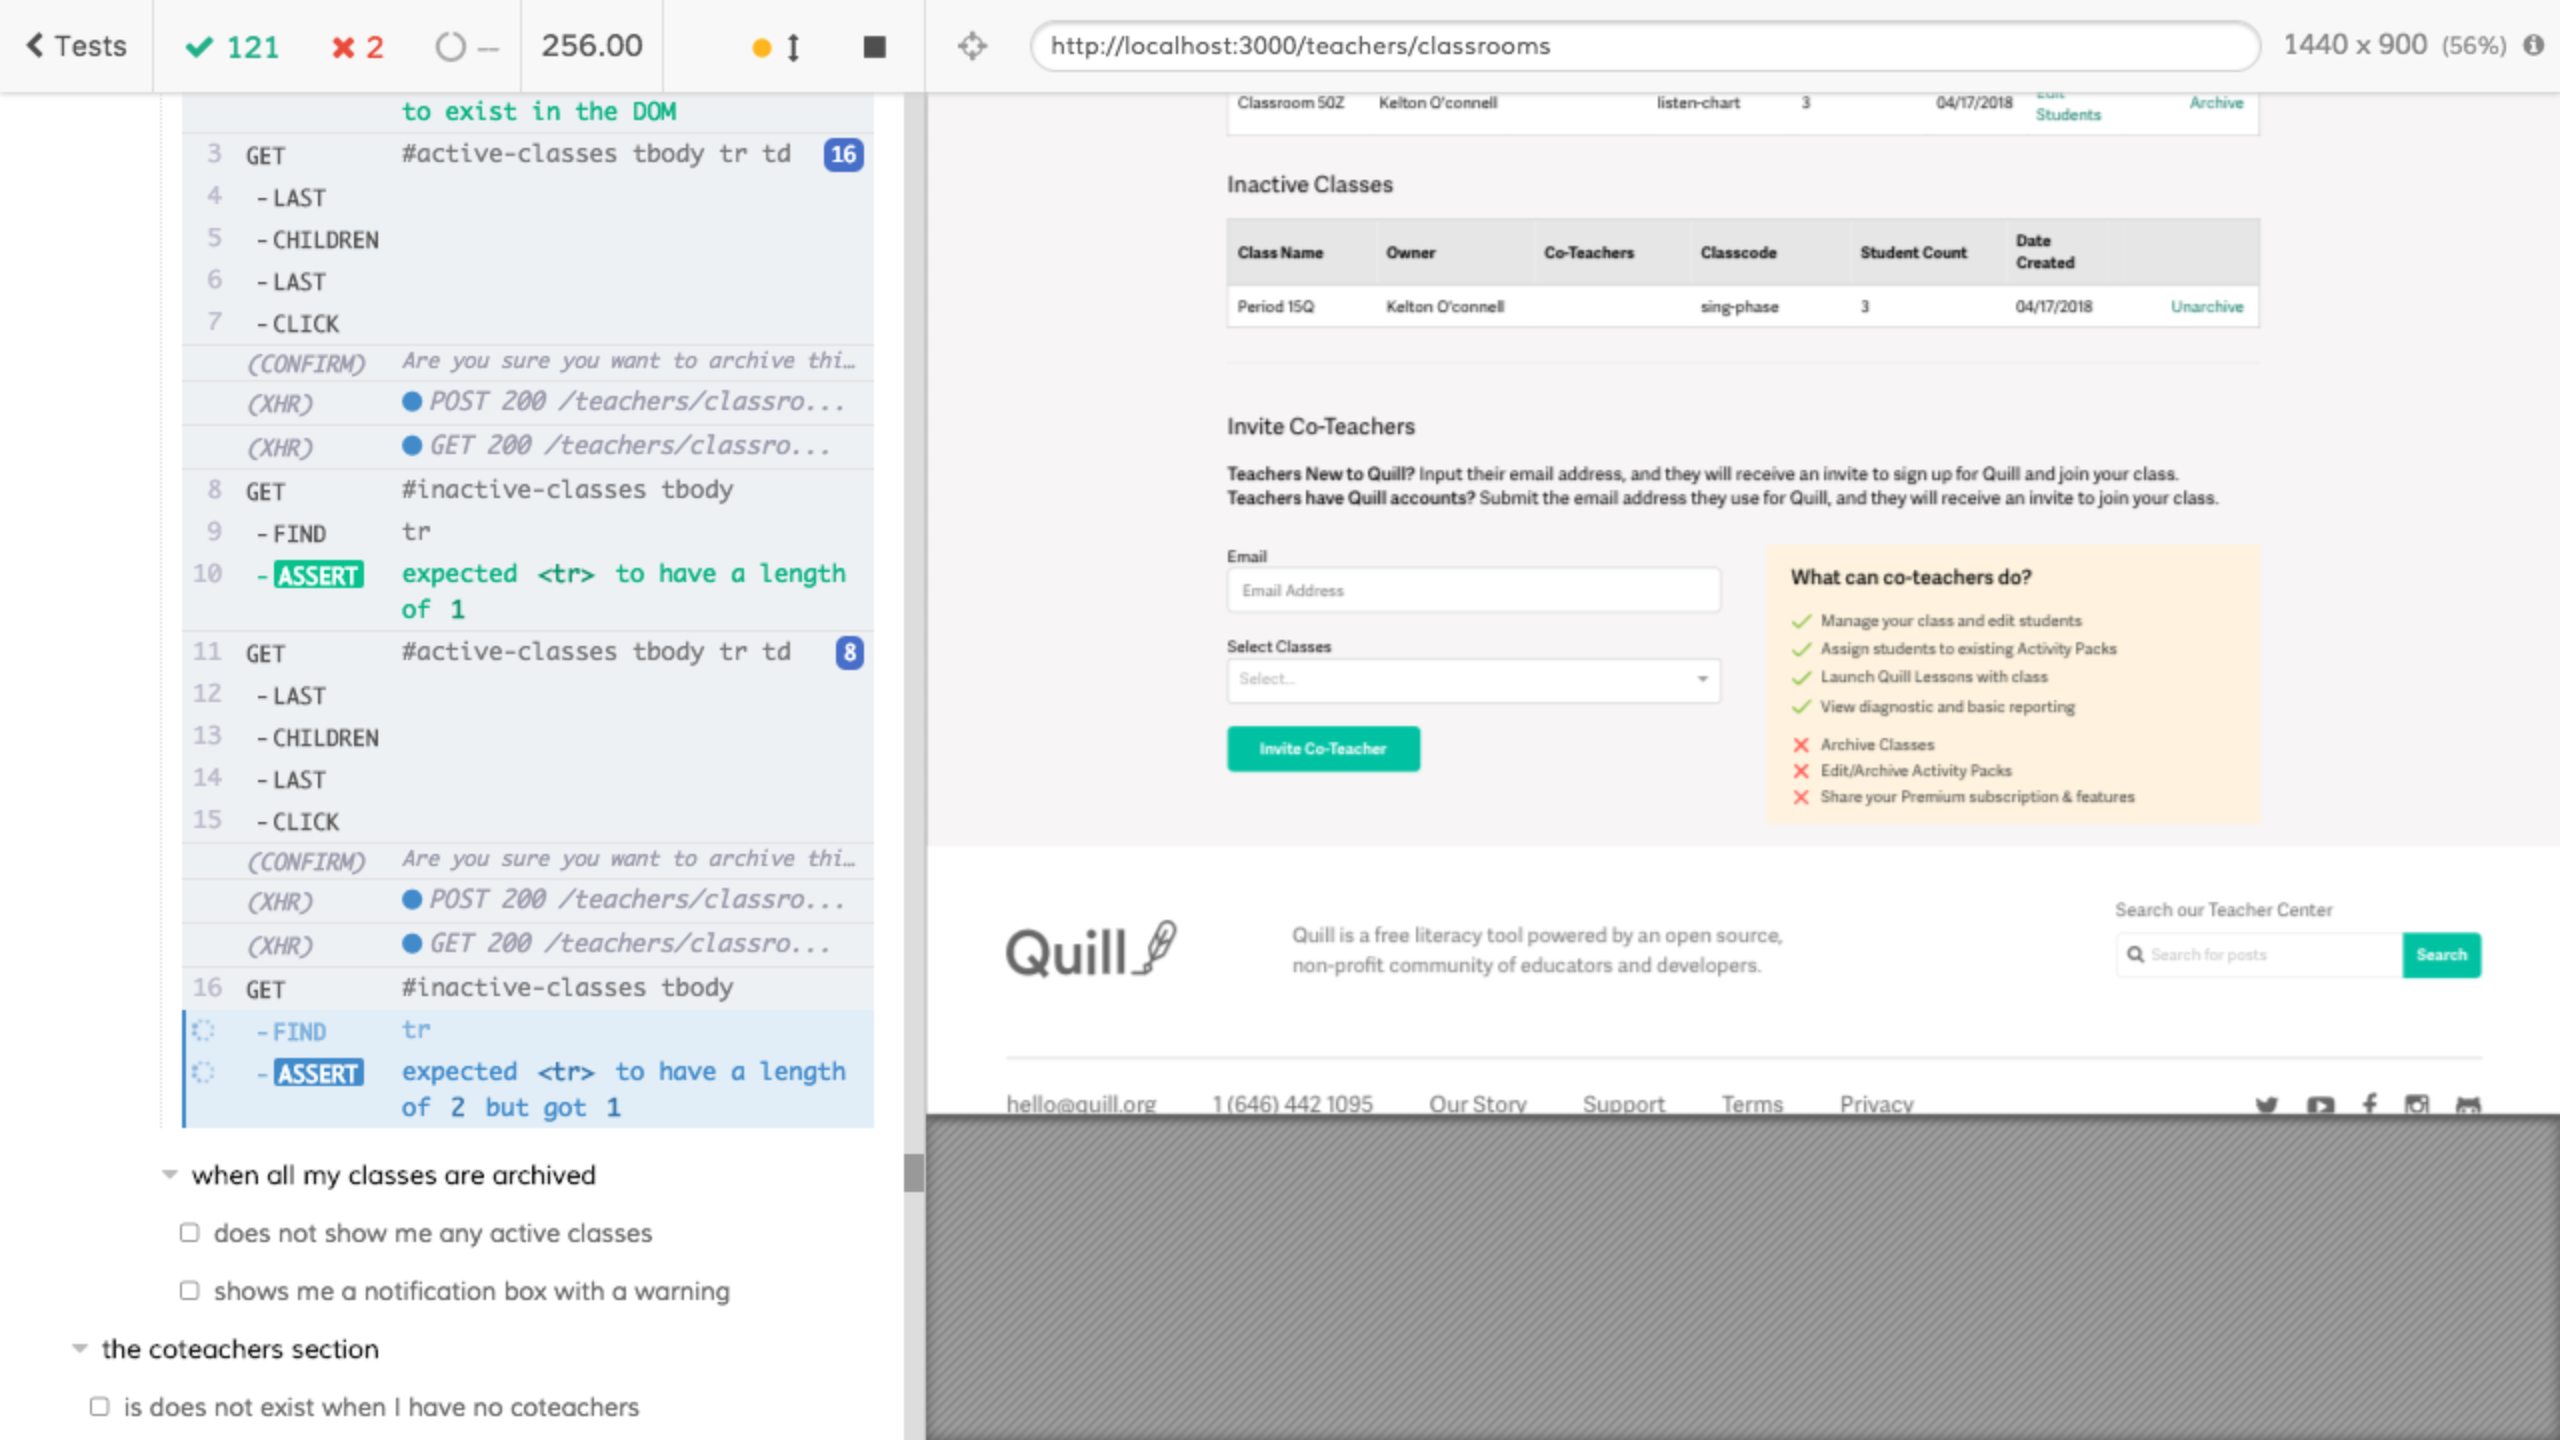 Tests
121
2
--
256.00
http://localhost:3000/teachers/classrooms
1440 x 900 (56%)
to exist in the DOM
3 GET #active-classes tbody tr td 16
4 -LAST
5 -CHILDREN
6 -LAST
7 -CLICK
(CONFIRM) Are you sure you want to archive thi…
(XHR) POST 200 /teachers/classro...
(XHR) GET 200 /teachers/classro...
8 GET #inactive-classes tbody
9 -FIND tr
10 -ASSERT expected <tr> to have a length
of 1
11 GET #active-classes tbody tr td 8
12 -LAST
13 -CHILDREN
14 -LAST
15 -CLICK
(CONFIRM) Are you sure you want to archive thi…
(XHR) POST 200 /teachers/classro...
(XHR) GET 200 /teachers/classro...
16 GET #inactive-classes tbody
-FIND tr
-ASSERT expected <tr> to have a length
of 2 but got 1
when all my classes are archived
does not show me any active classes
shows me a notification box with a warning
the coteachers section
is does not exist when I have no coteachers
Classroom 50Z Kelton O'connell listen-chart 3 04/17/2018 Students Archive
Inactive Classes
Class Name Owner Co-Teachers Classcode Student Count Date Created
Period 15Q Kelton O'connell sing-phase 3 04/17/2018 Unarchive
Invite Co-Teachers
Teachers New to Quill? Input their email address, and they will receive an invite to sign up for Quill and join your class.
Teachers have Quill accounts? Submit the email address they use for Quill, and they will receive an invite to join your class.
Email
Email Address
Select Classes
Select...
Invite Co-Teacher
What can co-teachers do?
Manage your class and edit students
Assign students to existing Activity Packs
Launch Quill Lessons with class
View diagnostic and basic reporting
Archive Classes
Edit/Archive Activity Packs
Share your Premium subscription & features
Quill
Quill is a free literacy tool powered by an open source,
non-profit community of educators and developers.
Search our Teacher Center
Search for posts
Search
hello@quill.org 1 (646) 442 1095 Our Story Support Terms Privacy